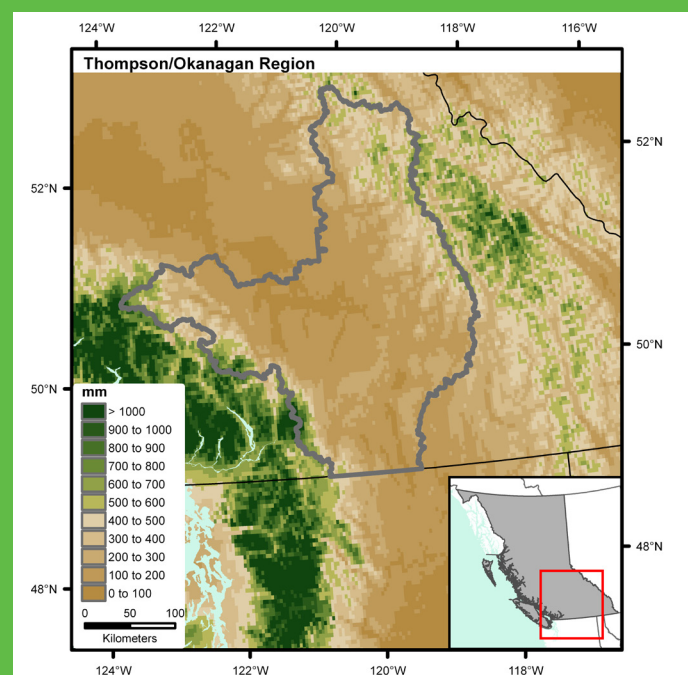 124°W 122°W 120°W 118°W 116°W
Thompson/Okanagan Region
52°N
52°N
50°N
50°N
48°N
48°N
mm
> 1000
900 to 1000
800 to 900
700 to 800
600 to 700
500 to 600
400 to 500
300 to 400
200 to 300
100 to 200
0 to 100
0 50 100
Kilometers
124°W 122°W 120°W 118°W